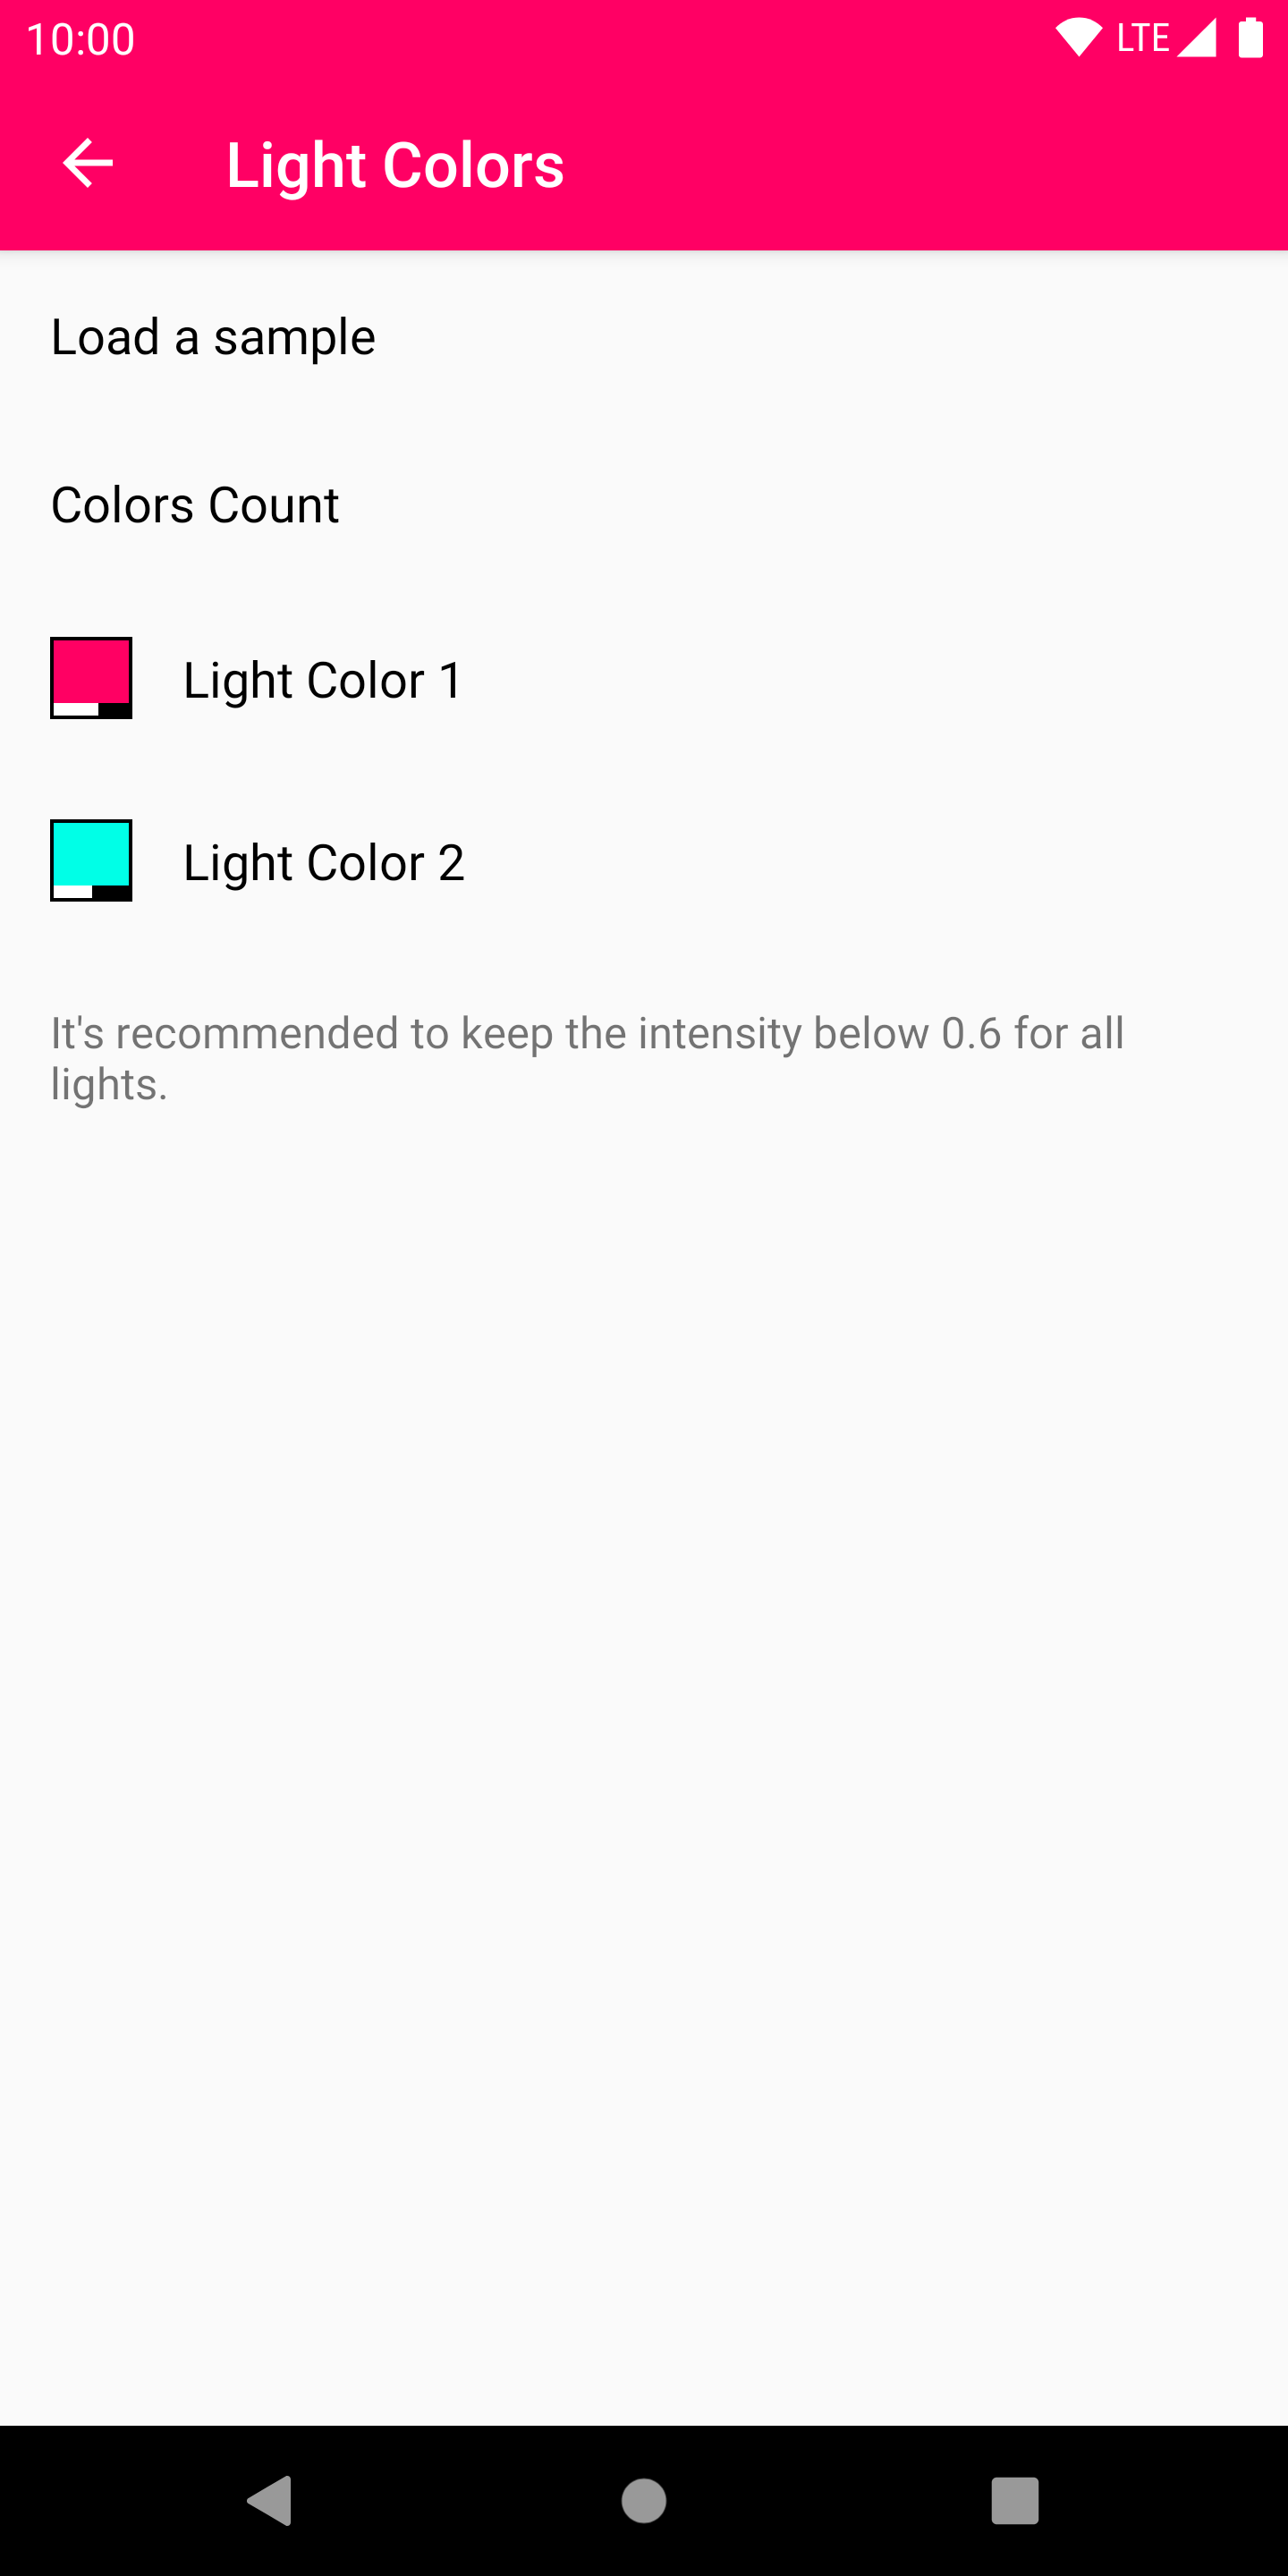 10:00
LTE
Light Colors
Load a sample
Colors Count
Light Color 1
Light Color 2
It's recommended to keep the intensity below 0.6 for all
lights.